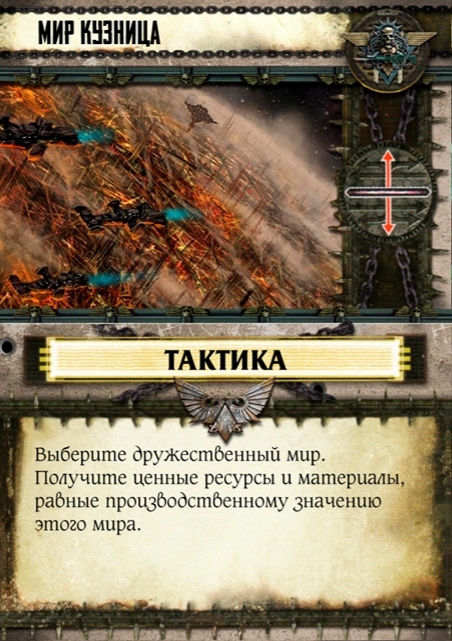 МИР КУЗНИЦА
ТАКТИКА
Выберите дружественный мир.
Получите ценные ресурсы и материалы,
равные производственному значению
этого мира.